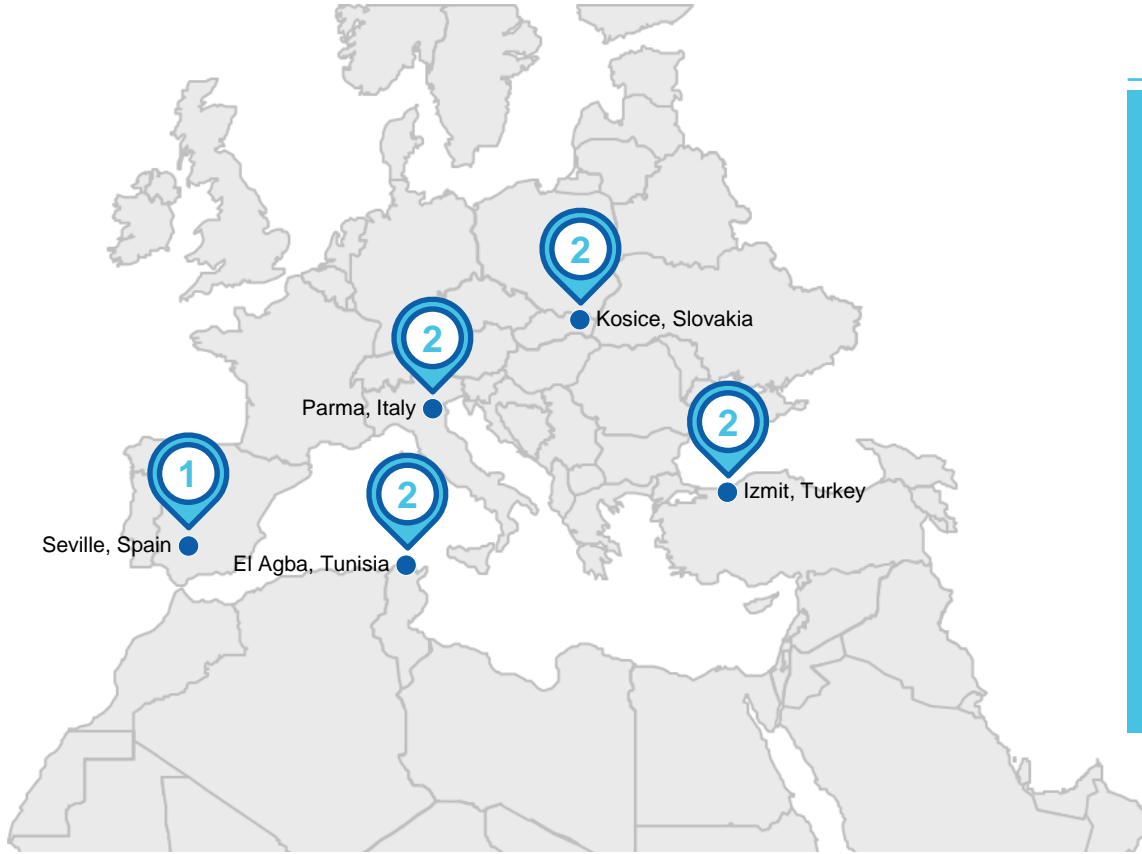 2
Kosice, Slovakia
2
Parma, Italy
2
Izmit, Turkey
1
Seville, Spain
2
El Agba, Tunisia